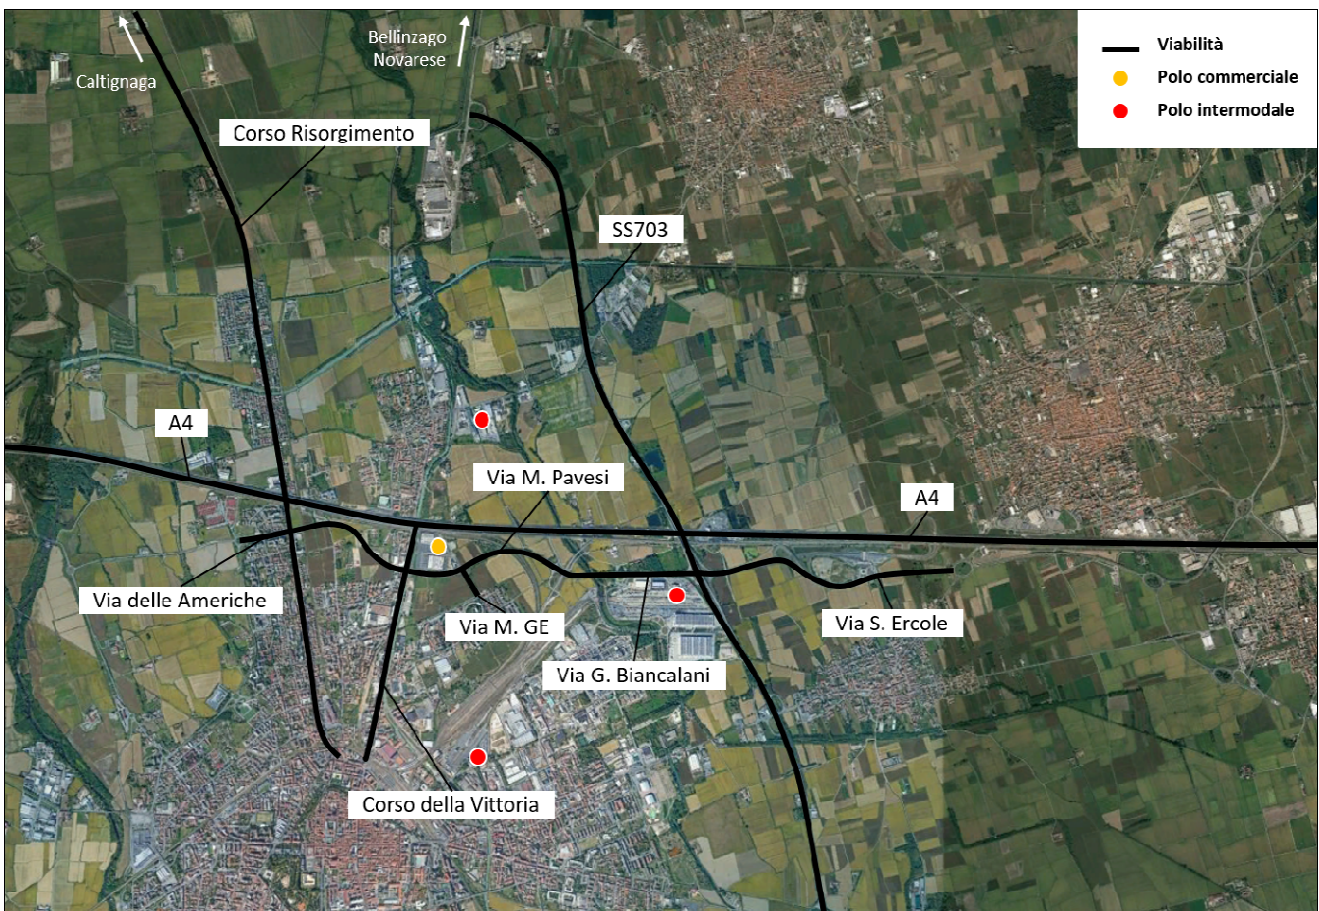 Caltignaga
Bellinzago
Novarese
Viabilità
Polo commerciale
Polo intermodale
Corso Risorgimento
SS703
A4
Via M. Pavesi
A4
Via delle Americhe
Via M. GE
Via S. Ercole
Via G. Biancalani
Corso della Vittoria